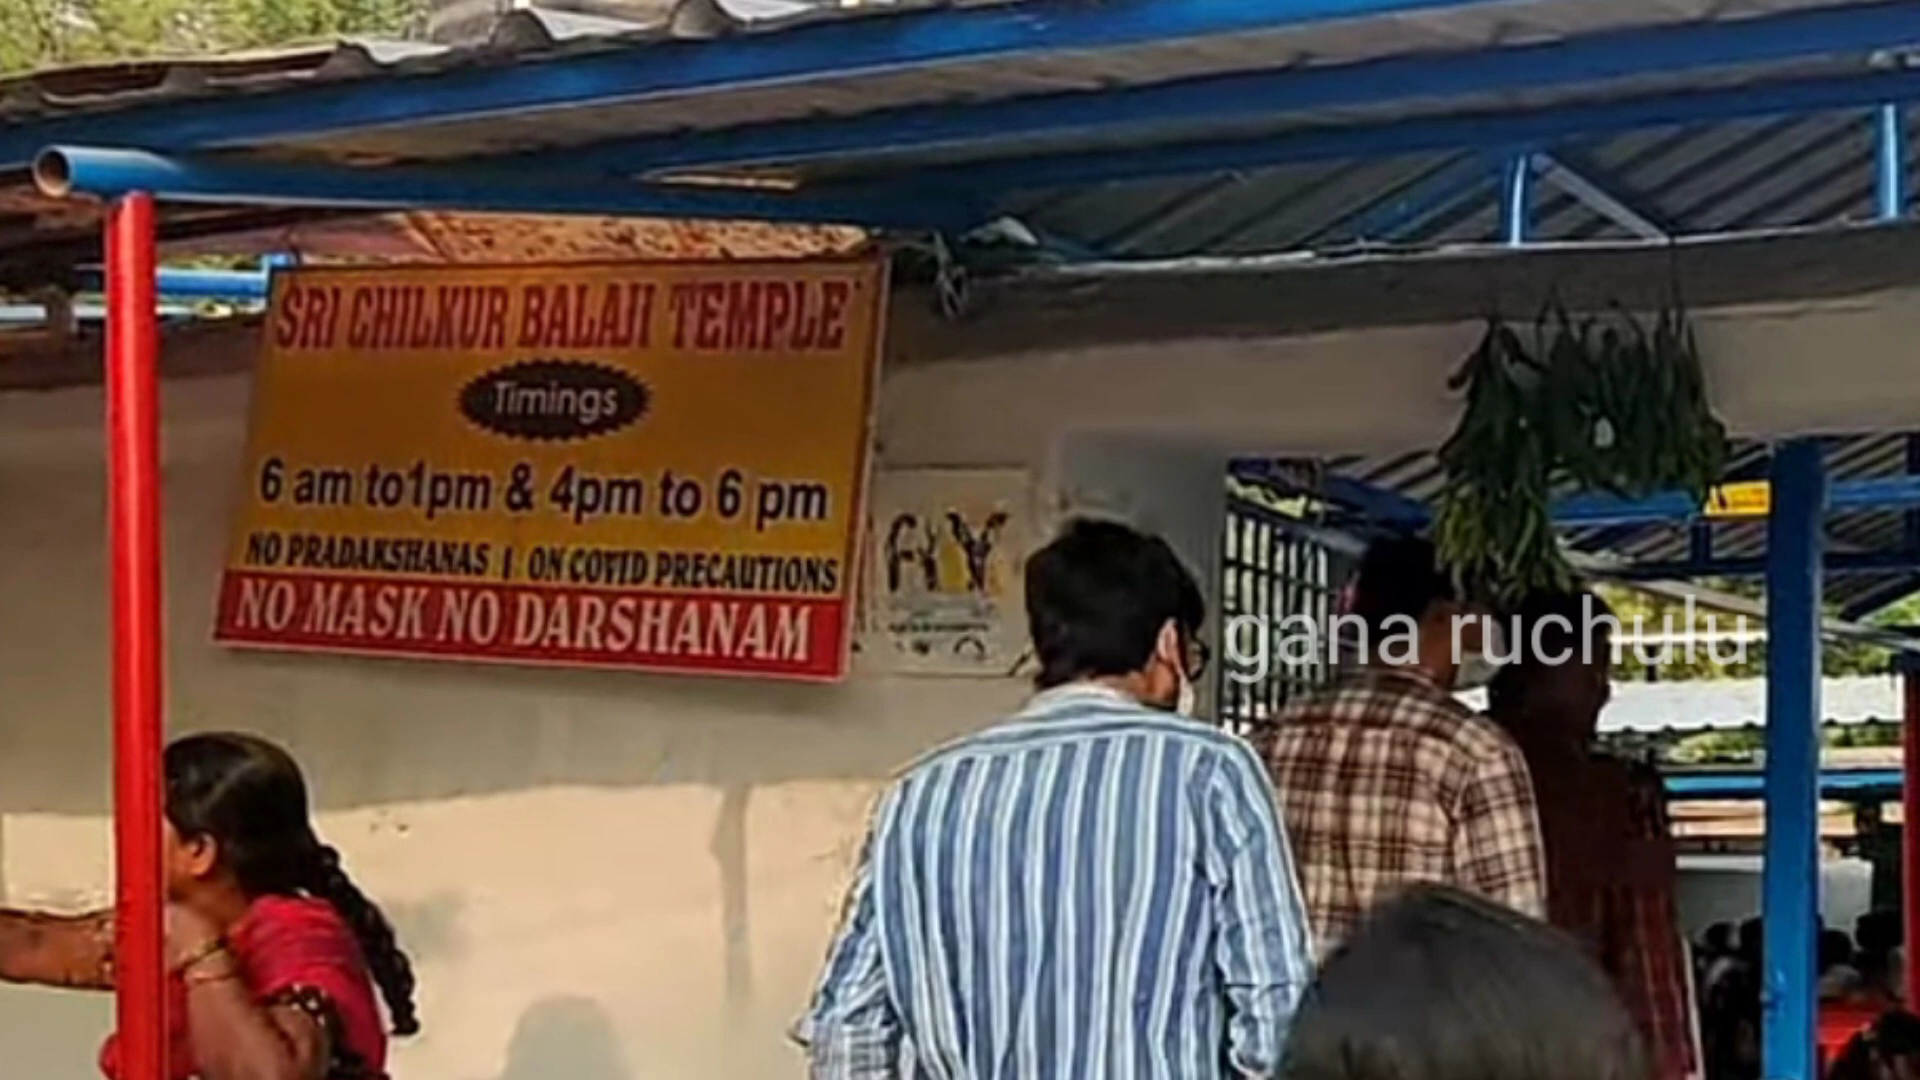 SRI CHILKUR BALAJI TEMPLE
Timings
6 am to1pm & 4pm to 6 pm
NO PRADAKSHANAS | ON COVID PRECAUTIONS
NO MASK NO DARSHANAM
gana ruchulu